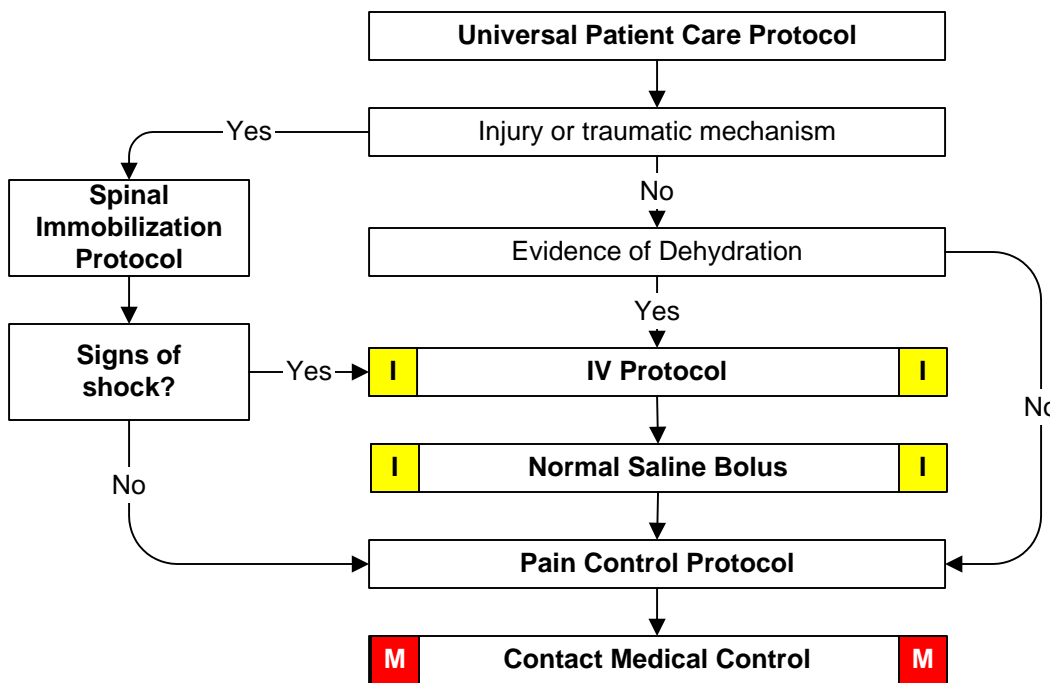 Universal Patient Care Protocol
Yes
Injury or traumatic mechanism
Spinal
Immobilization
Protocol
No
Evidence of Dehydration
Yes
Signs of
shock?
Yes
I IV Protocol I
No
I Normal Saline Bolus I
No
Pain Control Protocol
M Contact Medical Control M